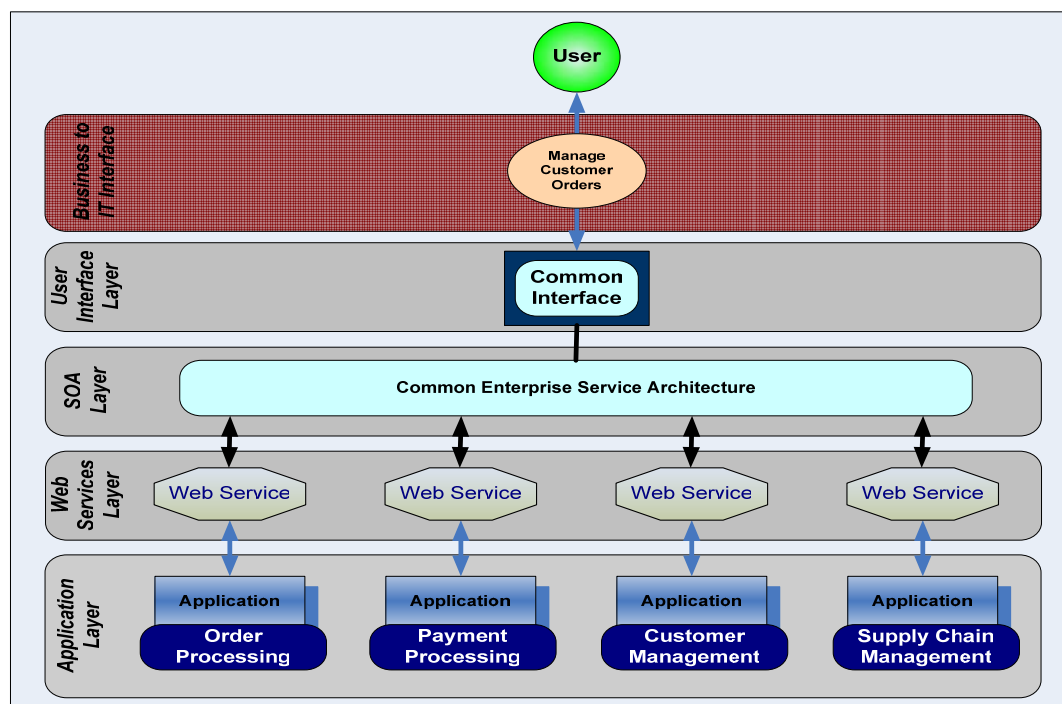 User
Business to
IT Interface
Manage
Customer
Orders
User
Interface
Layer
Common
Interface
SOA
Layer
Common Enterprise Service Architecture
Web
Services
Layer
Web Service
Web Service
Web Service
Web Service
Application
Layer
Application
Order
Processing
Application
Payment
Processing
Application
Customer
Management
Application
Supply Chain
Management